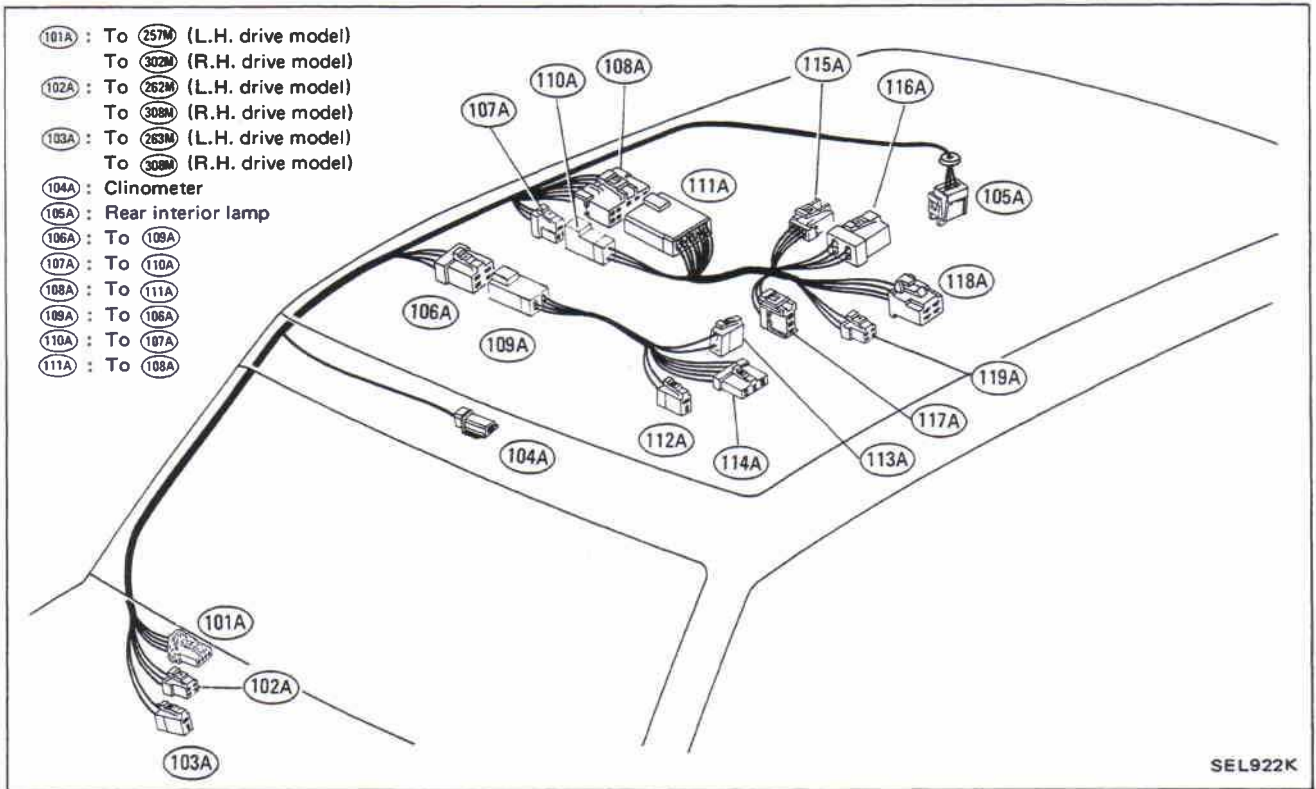 101A : To 257M (L.H. drive model)
To 302M (R.H. drive model)
102A : To 262M (L.H. drive model)
To 308M (R.H. drive model)
103A : To 263M (L.H. drive model)
To 308M (R.H. drive model)
104A : Clinometer
105A : Rear interior lamp
106A : To 109A
107A : To 110A
108A : To 111A
109A : To 106A
110A : To 107A
111A : To 108A
108A
110A
107A
115A
116A
111A
105A
118A
106A
109A
119A
117A
112A
113A
114A
104A
101A
102A
103A
SEL922K